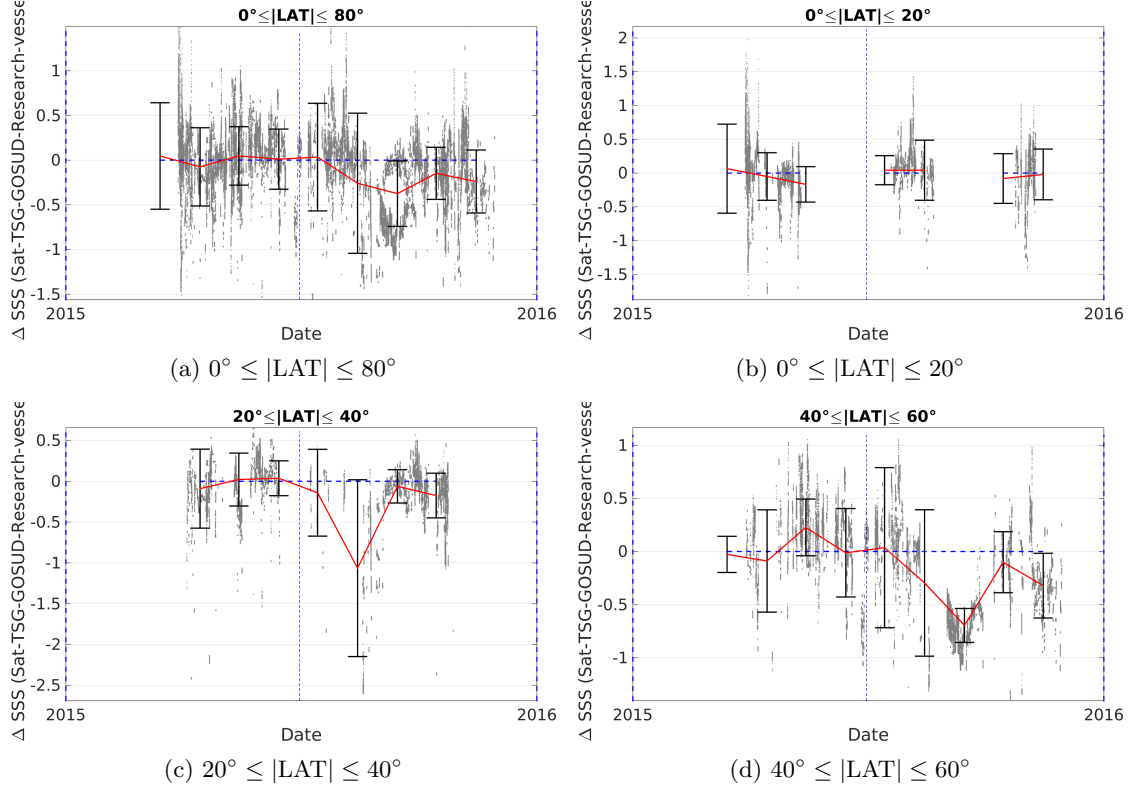 0°≤|LAT|≤ 80°
Δ SSS (Sat-TSG-GOSUD-Research-vesse
1
0.5
0
-0.5
-1
-1.5
2015
2016
Date
(a) 0° ≤ |LAT| ≤ 80°
0°≤|LAT|≤ 20°
Δ SSS (Sat-TSG-GOSUD-Research-vesse
2
1.5
1
0.5
0
-0.5
-1
-1.5
2015
2016
Date
(b) 0° ≤ |LAT| ≤ 20°
20°≤|LAT|≤ 40°
Δ SSS (Sat-TSG-GOSUD-Research-vesse
0.5
0
-0.5
-1
-1.5
-2
-2.5
2015
2016
Date
(c) 20° ≤ |LAT| ≤ 40°
40°≤|LAT|≤ 60°
Δ SSS (Sat-TSG-GOSUD-Research-vesse
1
0.5
0
-0.5
-1
2015
2016
Date
(d) 40° ≤ |LAT| ≤ 60°